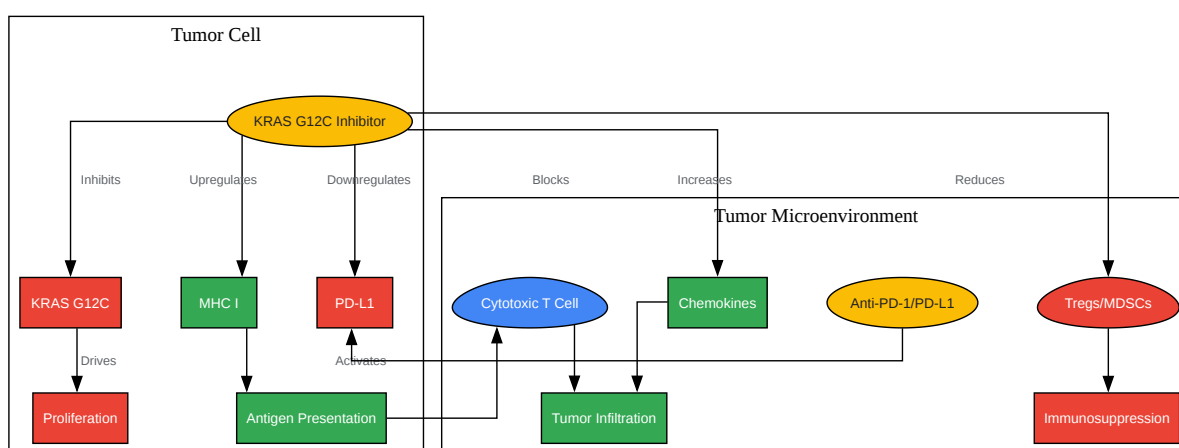 Tumor Cell
KRAS G12C Inhibitor
Inhibits
Upregulates
Downregulates
Blocks
Increases
Reduces
Tumor Microenvironment
KRAS G12C
MHC I
PD-L1
Cytotoxic T Cell
Chemokines
Anti-PD-1/PD-L1
Tregs/MDSCs
Drives
Activates
Proliferation
Antigen Presentation
Tumor Infiltration
Immunosuppression